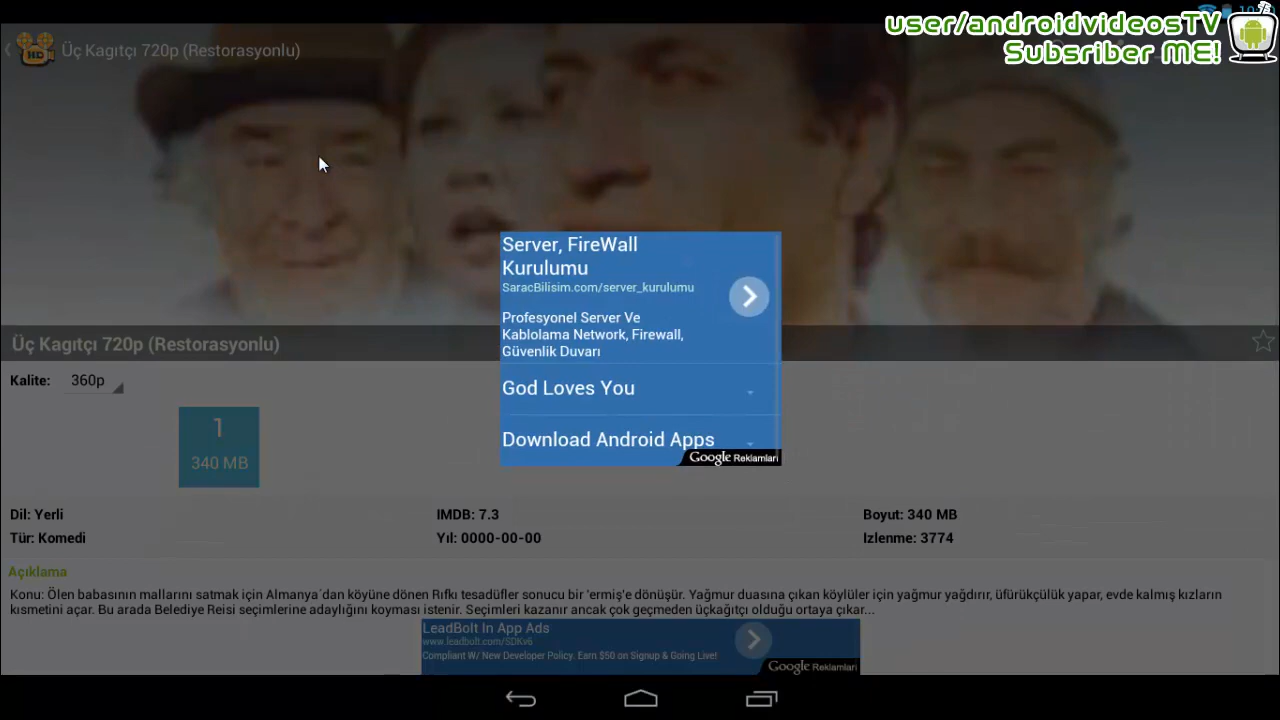 user/androidvideosTV
Subsriber ME!
HD
Üç Kagıtçı 720p (Restorasyonlu)
Server, FireWall
Kurulumu
SaracBilisim.com/server_kurulumu
Profesyonel Server Ve
Kablolama Network, Firewall,
Güvenlik Duvarı
God Loves You
Download Android Apps
Google Reklamları
Üç Kagıtçı 720p (Restorasyonlu)
Kalite: 360p
1
340 MB
Dil: Yerli
IMDB: 7.3
Boyut: 340 MB
Tür: Komedi
Yıl: 0000-00-00
Izlenme: 3774
Açıklama
Konu: Ölen babasının mallarını satmak için Almanya´dan köyüne dönen Rıfkı tesadüfler sonucu bir 'ermiş'e dönüşür. Yağmur duasına çıkan köylüler için yağmur yağdırır, üfürükçülük yapar, evde kalmış kızların
kısmetini açar. Bu arada Belediye Reisi seçimlerine adaylığını koyması istenir. Seçimleri kazanır ancak çok geçmeden üçkağıtçı olduğu ortaya çıkar...
LeadBolt In App Ads
www.leadbolt.com/SDKv6
Compliant W/ New Developer Policy. Earn $50 on Signup & Going Live!
Google Reklamları